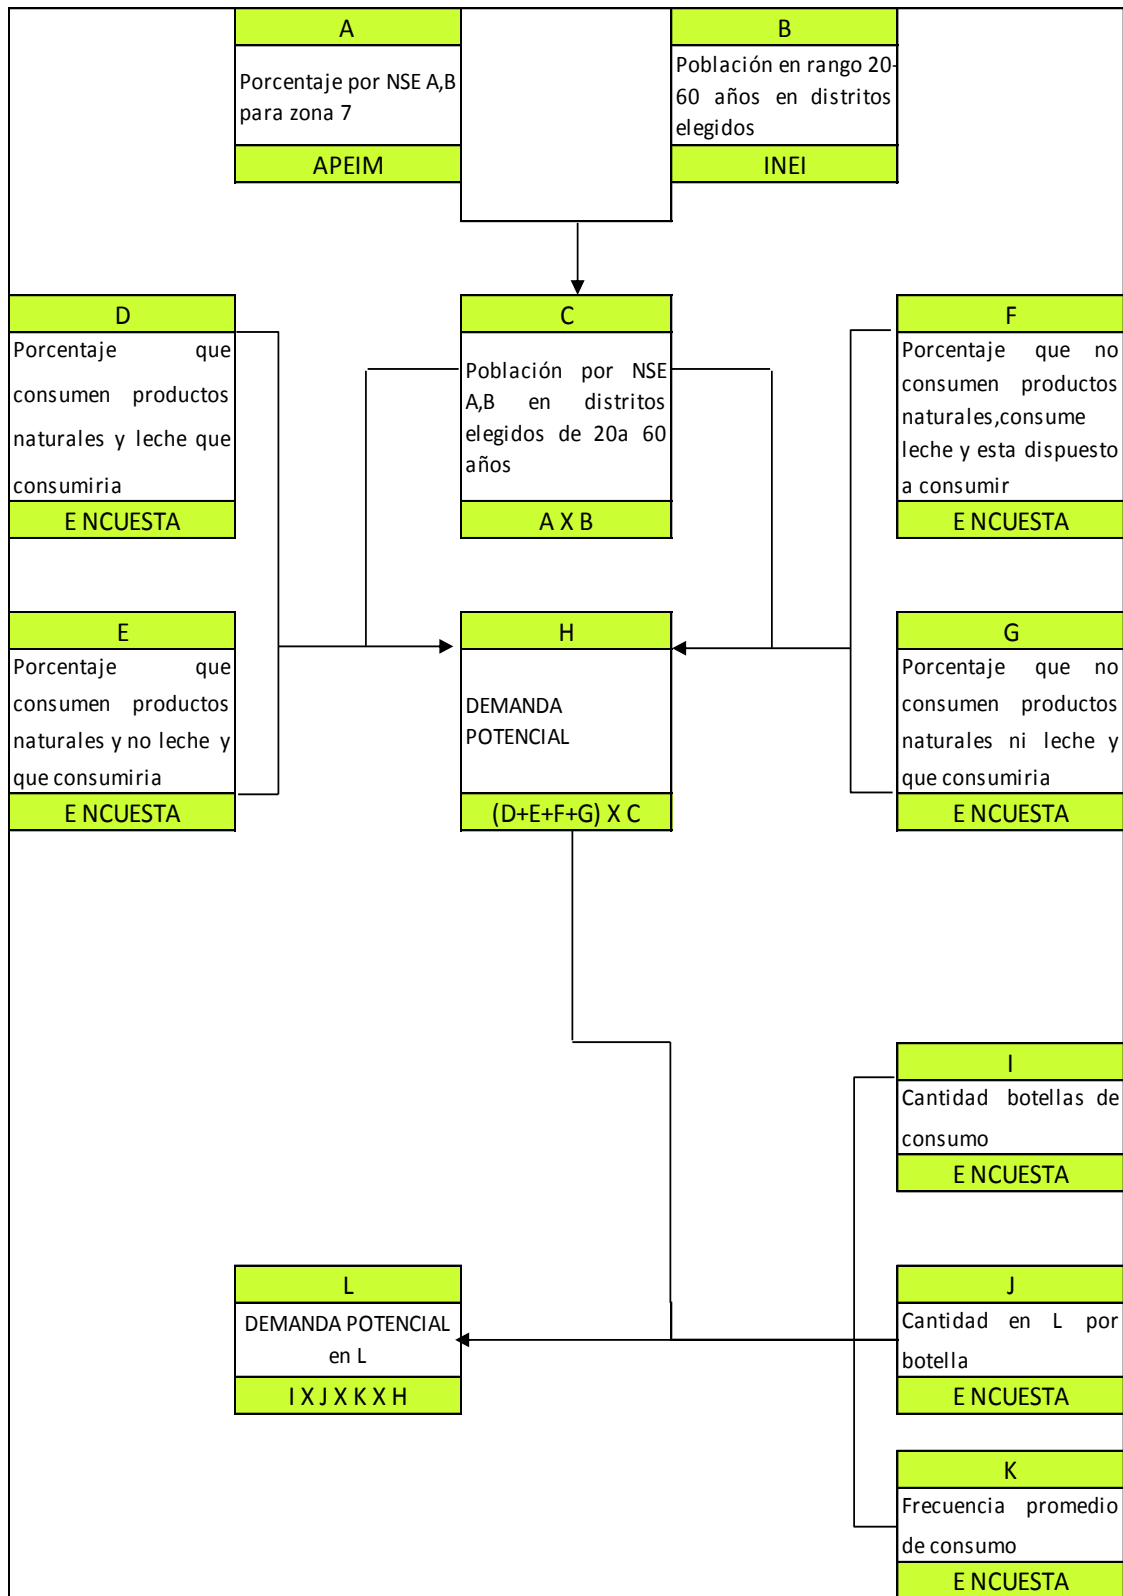 A
Porcentaje por NSE A,B
para zona 7
APEIM
B
Población en rango 20-
60 años en distritos
elegidos
INEI
D
Porcentaje que
consumen productos
naturales y leche que
consumiria
E NCUESTA
C
Población por NSE
A,B en distritos
elegidos de 20a 60
años
A X B
F
Porcentaje que no
consumen productos
naturales,consume
leche y esta dispuesto
a consumir
E NCUESTA
E
Porcentaje que
consumen productos
naturales y no leche y
que consumiria
E NCUESTA
H
DEMANDA
POTENCIAL
(D+E+F+G) X C
G
Porcentaje que no
consumen productos
naturales ni leche y
que consumiria
E NCUESTA
I
Cantidad botellas de
consumo
E NCUESTA
L
DEMANDA POTENCIAL
en L
I X J X K X H
J
Cantidad en L por
botella
E NCUESTA
K
Frecuencia promedio
de consumo
E NCUESTA